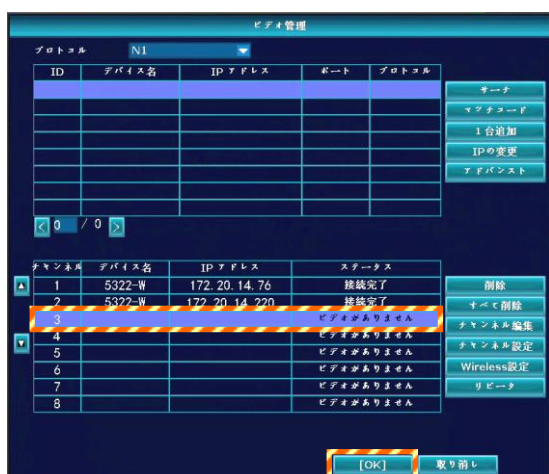 ビデオ管理
プロトコル N1
ID デバイス名 IPアドレス ポート プロトコル
サーチ
マッチコード
1台追加
IPの変更
アドバンスト
0 / 0
チャンネル デバイス名 IPアドレス ステータス
1 5322-W 172.20.14.76 接続完了
2 5322-W 172.20.14.220 接続完了
3 ビデオがありません
4 ビデオがありません
5 ビデオがありません
6 ビデオがありません
7 ビデオがありません
8 ビデオがありません
削除
すべて削除
チャンネル編集
チャンネル設定
Wireless設定
リピータ
[OK] 取り消し